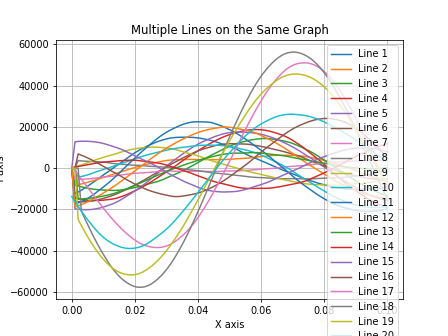 Multiple Lines on the Same Graph
60000
40000
20000
0
−20000
−40000
−60000
0.00
0.02
0.04
0.06
X axis
Line 1
Line 2
Line 3
Line 4
Line 5
Line 6
Line 7
Line 8
Line 9
Line 10
Line 11
Line 12
Line 13
Line 14
Line 15
Line 16
Line 17
Line 18
Line 19